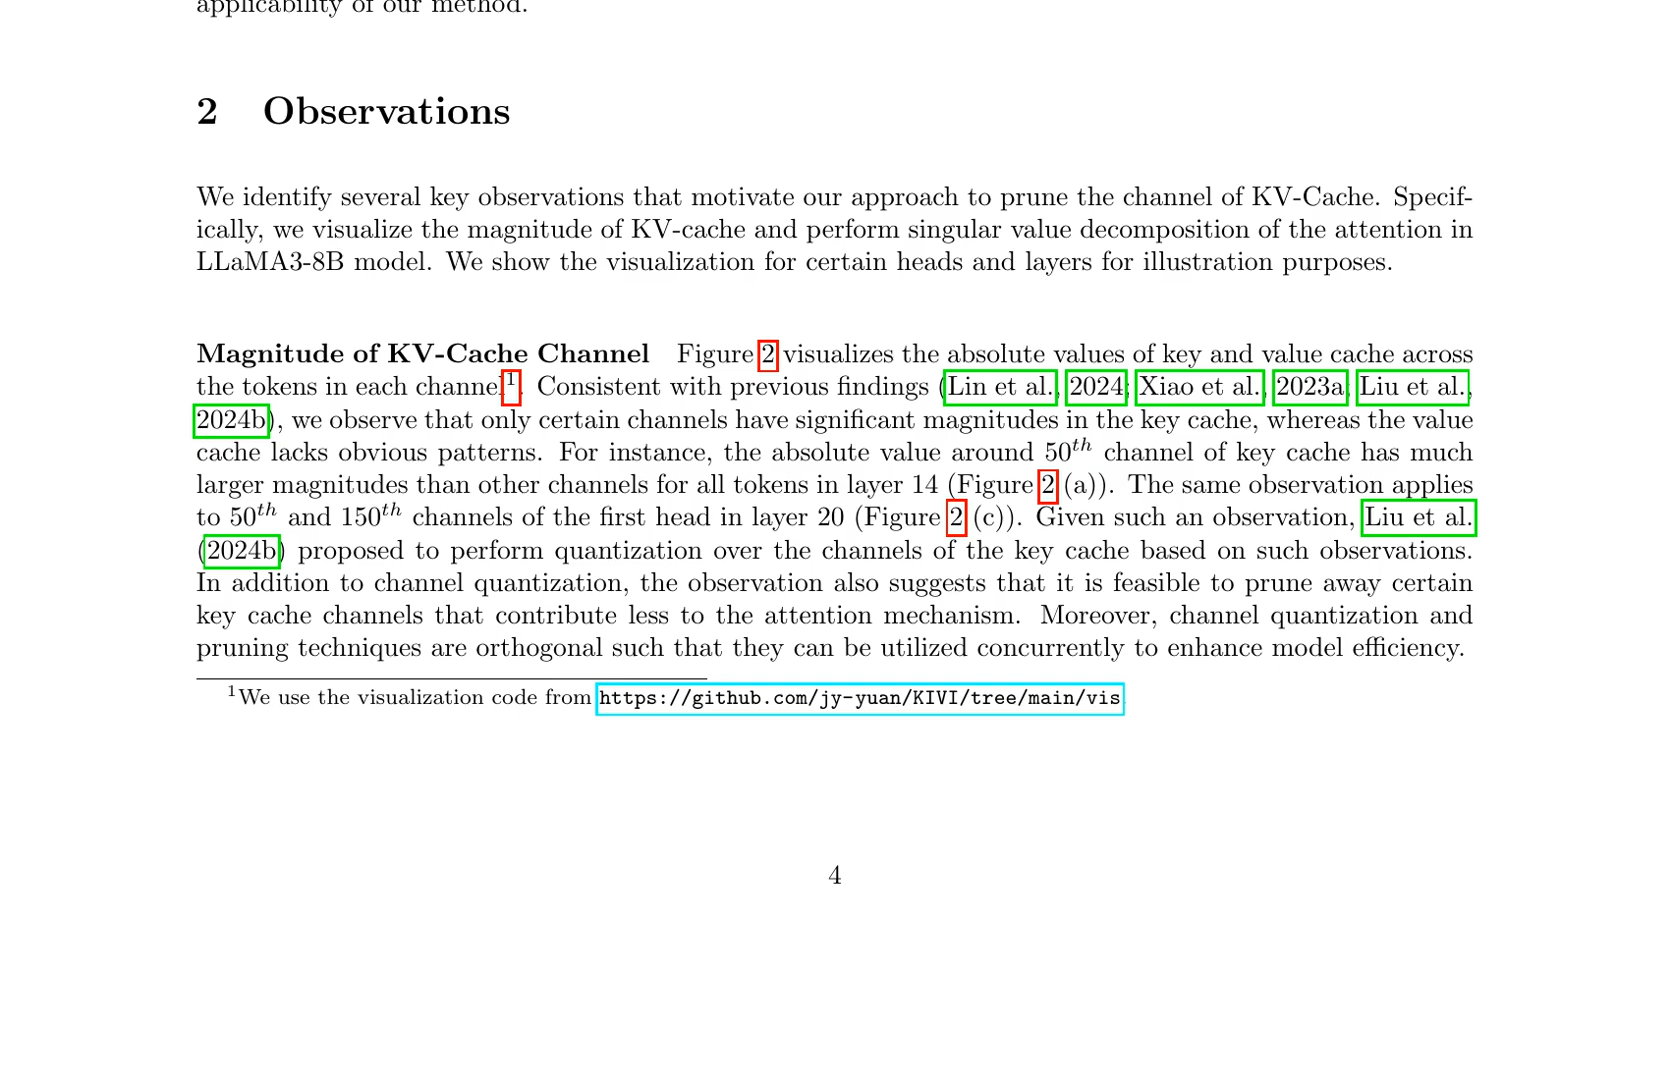 applicability of our method.
2 Observations
We identify several key observations that motivate our approach to prune the channel of KV-Cache. Specif-
ically, we visualize the magnitude of KV-cache and perform singular value decomposition of the attention in
LLaMA3-8B model. We show the visualization for certain heads and layers for illustration purposes.
Magnitude of KV-Cache Channel Figure 2 visualizes the absolute values of key and value cache across
the tokens in each channel¹. Consistent with previous findings (Lin et al., 2024; Xiao et al., 2023a; Liu et al.,
2024b), we observe that only certain channels have significant magnitudes in the key cache, whereas the value
cache lacks obvious patterns. For instance, the absolute value around 50th channel of key cache has much
larger magnitudes than other channels for all tokens in layer 14 (Figure 2 (a)). The same observation applies
to 50th and 150th channels of the first head in layer 20 (Figure 2 (c)). Given such an observation, Liu et al.
(2024b) proposed to perform quantization over the channels of the key cache based on such observations.
In addition to channel quantization, the observation also suggests that it is feasible to prune away certain
key cache channels that contribute less to the attention mechanism. Moreover, channel quantization and
pruning techniques are orthogonal such that they can be utilized concurrently to enhance model efficiency.
¹We use the visualization code from https://github.com/jy-yuan/KIVI/tree/main/vis.
4